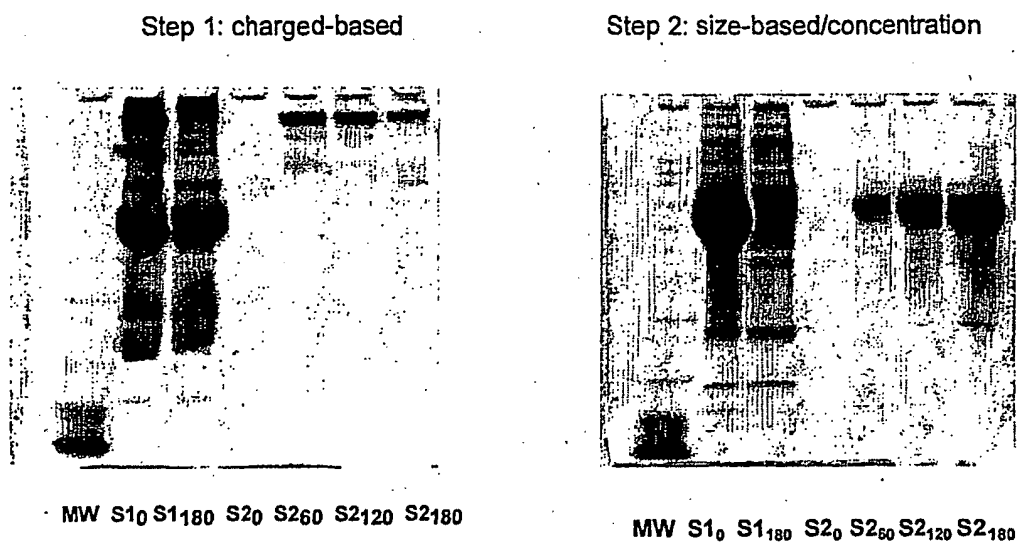 Step 1: charged-based
Step 2: size-based/concentration
MW S1₀ S1₁₈₀ S2₀ S2₆₀ S2₁₂₀ S2₁₈₀
MW S1₀ S1₁₈₀ S2₀ S2₆₀ S2₁₂₀ S2₁₈₀